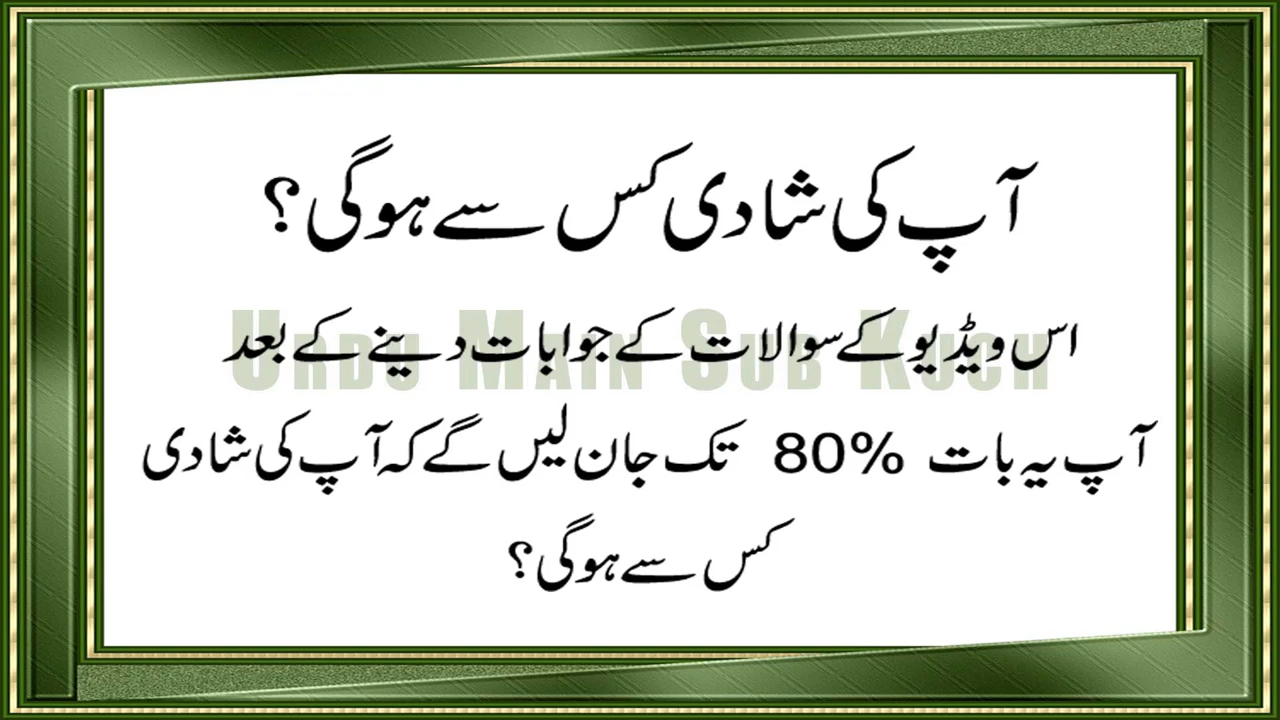 آپ کی شادی کس سے ہوگی؟
اس ویڈیو کے سوالات کے جوابات دینے کے بعد
URDU MAIN SUB KUCH
آپ یہ بات 80% تک جان لیں گے کہ آپ کی شادی
کس سے ہوگی؟